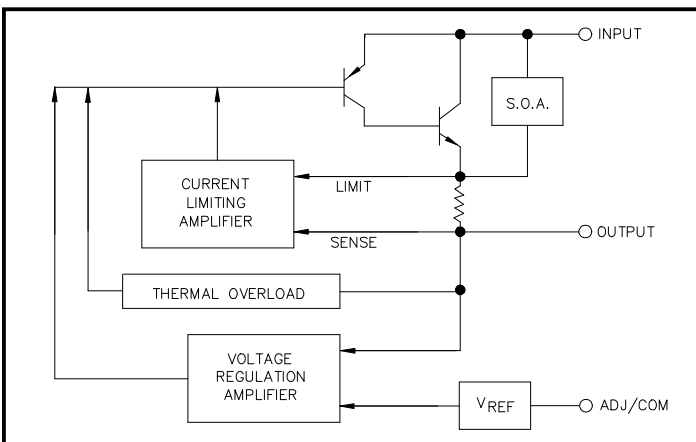 INPUT
S.O.A.
CURRENT
LIMITING
AMPLIFIER
LIMIT
SENSE
OUTPUT
THERMAL OVERLOAD
VOLTAGE
REGULATION
AMPLIFIER
VREF
ADJ/COM